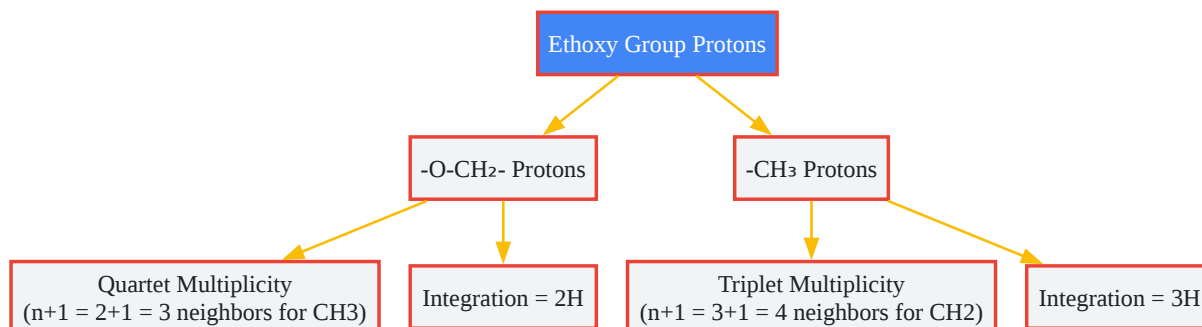 Ethoxy Group Protons
-O-CH₂- Protons
-CH₃ Protons
Quartet Multiplicity
(n+1 = 2+1 = 3 neighbors for CH3)
Integration = 2H
Triplet Multiplicity
(n+1 = 3+1 = 4 neighbors for CH2)
Integration = 3H